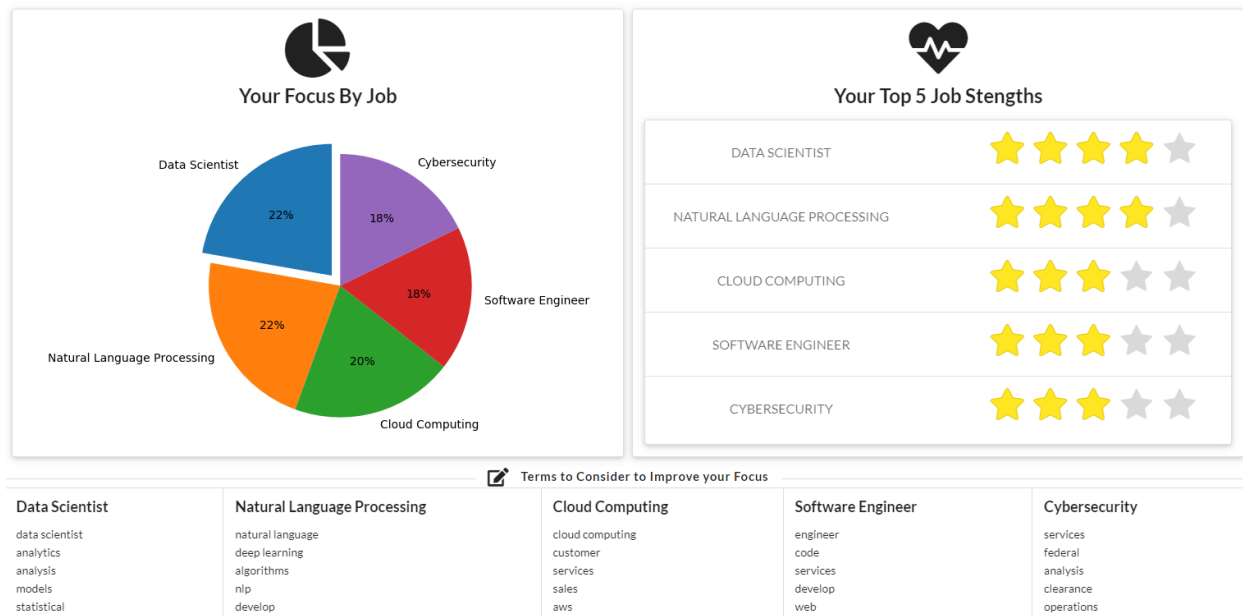 Your Focus By Job
Data Scientist
22%
Cybersecurity
18%
Software Engineer
18%
Natural Language Processing
22%
Cloud Computing
20%
Your Top 5 Job Stengths
DATA SCIENTIST
NATURAL LANGUAGE PROCESSING
CLOUD COMPUTING
SOFTWARE ENGINEER
CYBERSECURITY
Terms to Consider to Improve your Focus
Data Scientist
data scientist
analytics
analysis
models
statistical
Natural Language Processing
natural language
deep learning
algorithms
nlp
develop
Cloud Computing
cloud computing
customer
services
sales
aws
Software Engineer
engineer
code
services
develop
web
Cybersecurity
services
federal
analysis
clearance
operations